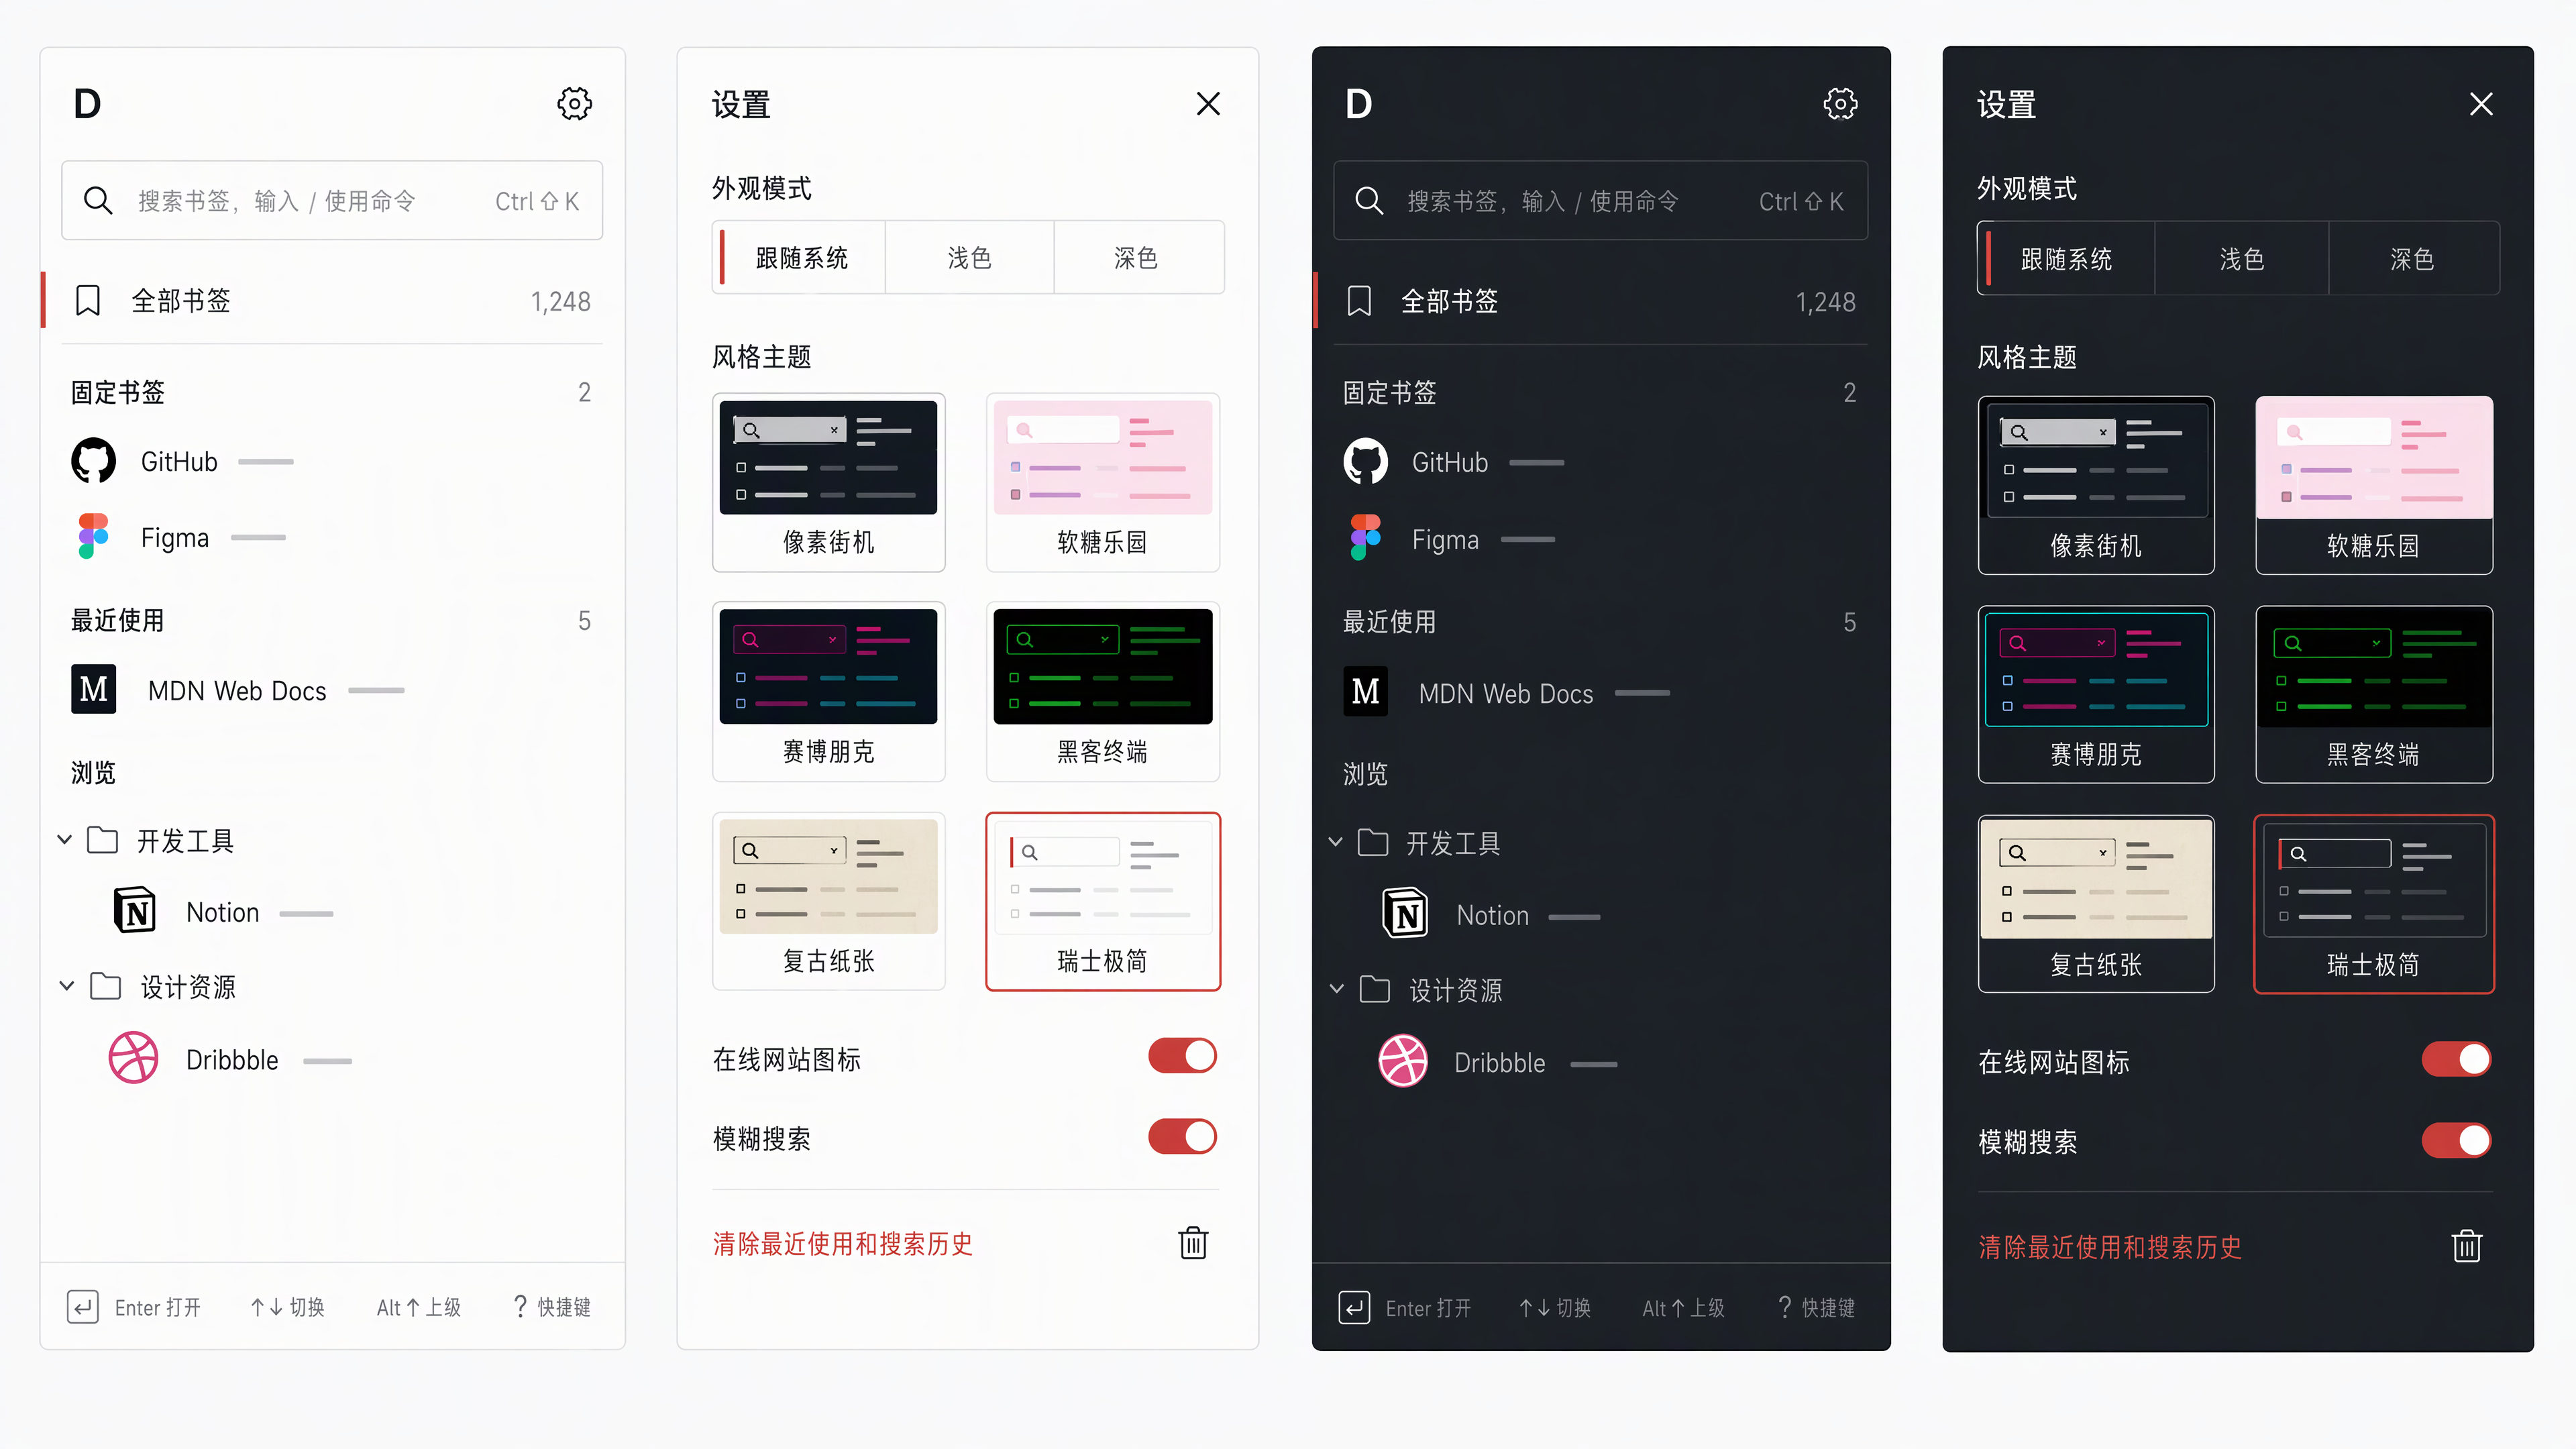 D
搜索书签，输入 / 使用命令 Ctrl ⇧ K
全部书签 1,248
固定书签 2
GitHub
Figma
最近使用 5
M MDN Web Docs
浏览
开发工具
N Notion
设计资源
Dribbble
Enter 打开 ↑↓ 切换 Alt ↑ 上级 ? 快捷键
设置
外观模式
跟随系统 浅色 深色
风格主题
像素街机 软糖乐园
赛博朋克 黑客终端
复古纸张 瑞士极简
在线网站图标
模糊搜索
清除最近使用和搜索历史
D
搜索书签，输入 / 使用命令 Ctrl ⇧ K
全部书签 1,248
固定书签 2
GitHub
Figma
最近使用 5
M MDN Web Docs
浏览
开发工具
N Notion
设计资源
Dribbble
Enter 打开 ↑↓ 切换 Alt ↑ 上级 ? 快捷键
设置
外观模式
跟随系统 浅色 深色
风格主题
像素街机 软糖乐园
赛博朋克 黑客终端
复古纸张 瑞士极简
在线网站图标
模糊搜索
清除最近使用和搜索历史